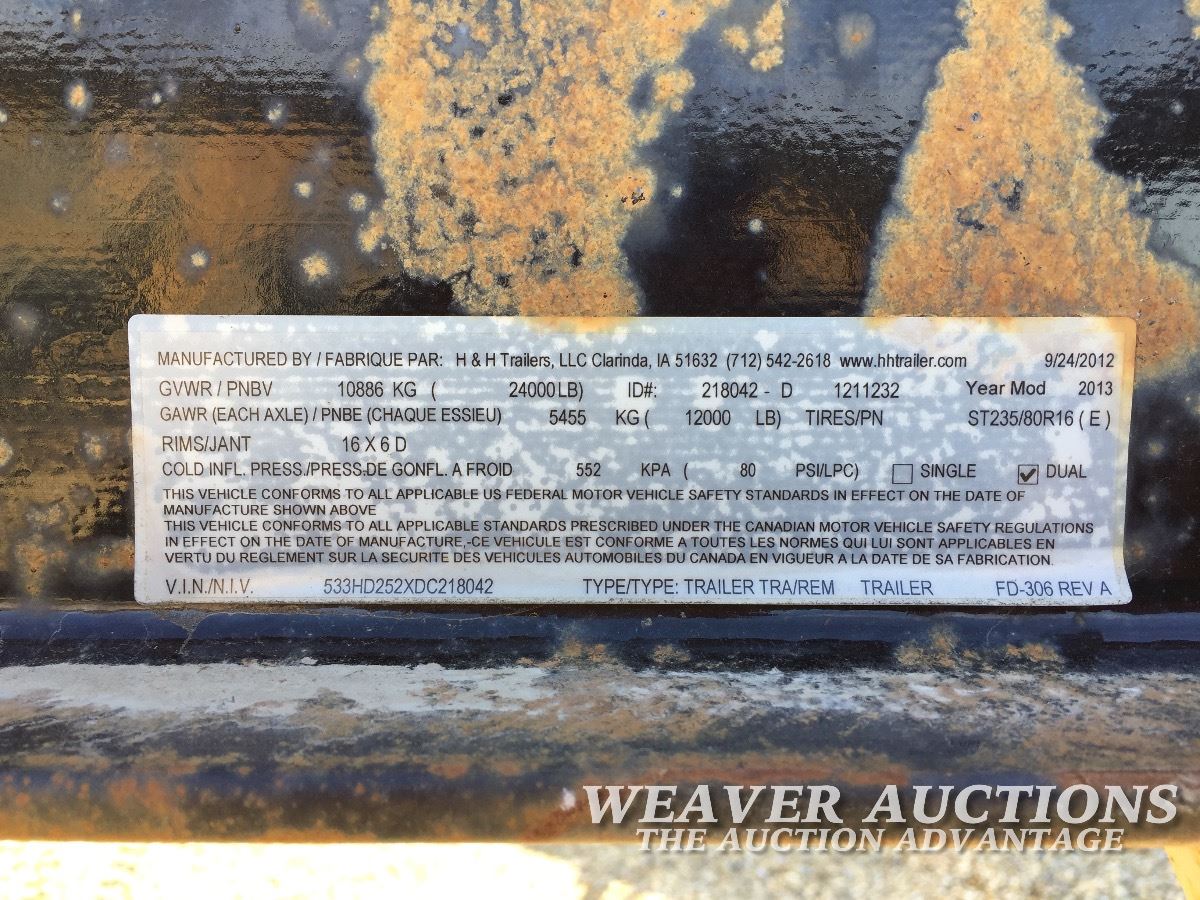 MANUFACTURED BY / FABRIQUE PAR: H & H Trailers, LLC Clarinda, IA 51632 (712) 542-2618 www.hhtrailer.com 9/24/2012
GVWR / PNBV 10886 KG ( 24000 LB) ID#: 218042 - D 1211232 Year Mod 2013
GAWR (EACH AXLE) / PNBE (CHAQUE ESSIEU) 5455 KG ( 12000 LB) TIRES/PN ST235/80R16 ( E )
RIMS/JANT 16 X 6 D
COLD INFL. PRESS./PRESS.DE GONFL. A FROID 552 KPA ( 80 PSI/LPC) SINGLE DUAL
THIS VEHICLE CONFORMS TO ALL APPLICABLE US FEDERAL MOTOR VEHICLE SAFETY STANDARDS IN EFFECT ON THE DATE OF
MANUFACTURE SHOWN ABOVE
THIS VEHICLE CONFORMS TO ALL APPLICABLE STANDARDS PRESCRIBED UNDER THE CANADIAN MOTOR VEHICLE SAFETY REGULATIONS
IN EFFECT ON THE DATE OF MANUFACTURE,-CE VEHICULE EST CONFORME A TOUTES LES NORMES QUI LUI SONT APPLICABLES EN
VERTU DU REGLEMENT SUR LA SECURITE DES VEHICULES AUTOMOBILES DU CANADA EN VIGUEUR A LA DATE DE SA FABRICATION.
V.I.N./N.I.V. 533HD252XDC218042 TYPE/TYPE: TRAILER TRA/REM TRAILER FD-306 REV A
WEAVER AUCTIONS
THE AUCTION ADVANTAGE